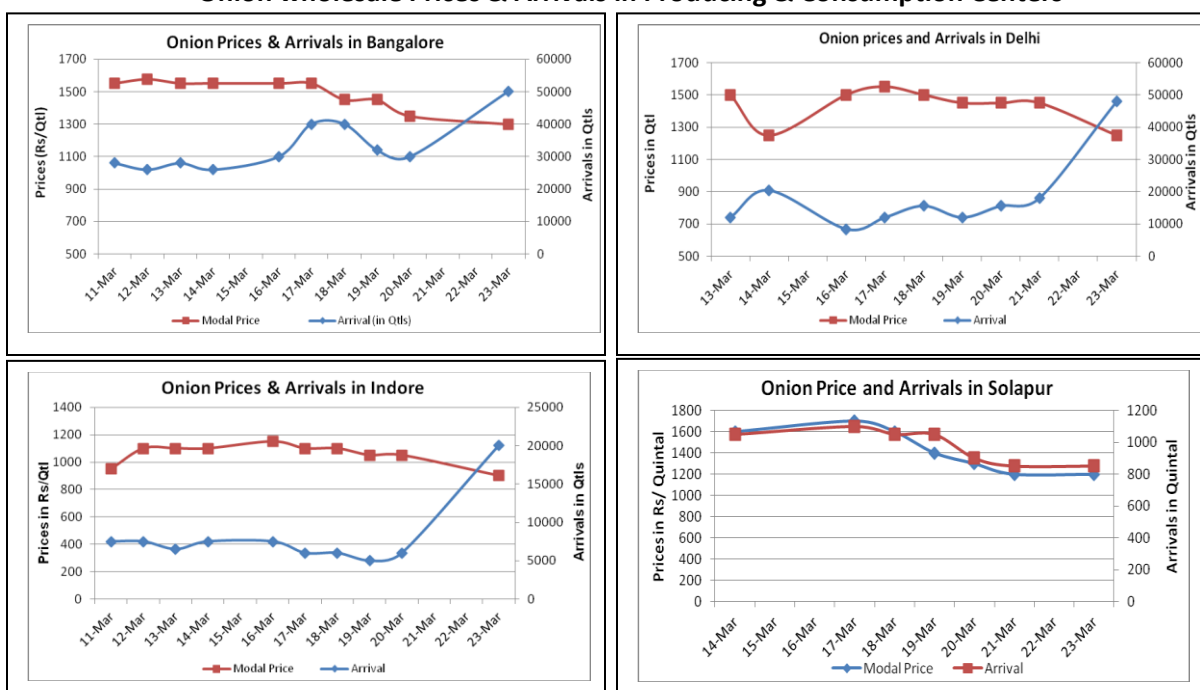 Onion Prices & Arrivals in Bangalore
Prices (Rs/Qtl)
1700
1500
1300
1100
900
700
500
60000
50000
40000
30000
20000
10000
0
Arrivals in Qtls
11-Mar
12-Mar
13-Mar
14-Mar
15-Mar
16-Mar
17-Mar
18-Mar
19-Mar
20-Mar
21-Mar
22-Mar
23-Mar
Modal Price
Arrival (in Qtls)
Onion prices and Arrivals in Delhi
Prices in Qtl
1700
1500
1300
1100
900
700
500
60000
50000
40000
30000
20000
10000
0
Arrivals in Qtls
13-Mar
14-Mar
15-Mar
16-Mar
17-Mar
18-Mar
19-Mar
20-Mar
21-Mar
22-Mar
23-Mar
Modal Price
Arrival
Onion Prices & Arrivals in Indore
Prices in Rs/Qtl
1400
1200
1000
800
600
400
200
0
25000
20000
15000
10000
5000
0
Arrivals in Qtls
11-Mar
12-Mar
13-Mar
14-Mar
15-Mar
16-Mar
17-Mar
18-Mar
19-Mar
20-Mar
21-Mar
22-Mar
23-Mar
Modal Price
Arrival
Onion Price and Arrivals in Solapur
Prices in Rs/ Quintal
1800
1600
1400
1200
1000
800
600
400
200
0
1200
1000
800
600
400
200
0
Arrivals in Quintal
14-Mar
15-Mar
16-Mar
17-Mar
18-Mar
19-Mar
20-Mar
21-Mar
22-Mar
23-Mar
Modal Price
Arrival